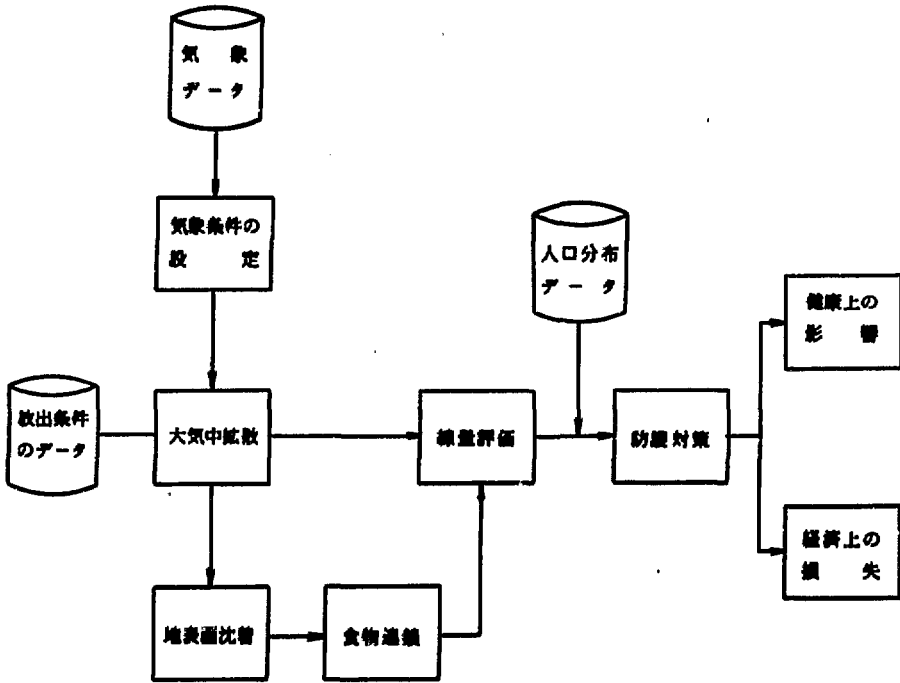 気象
データ
気象条件の
設定
人口分布
データ
健康上の
影響
放出条件
のデータ
大気中拡散
線量評価
防護対策
経済上の
損失
地表面沈着
食物連鎖